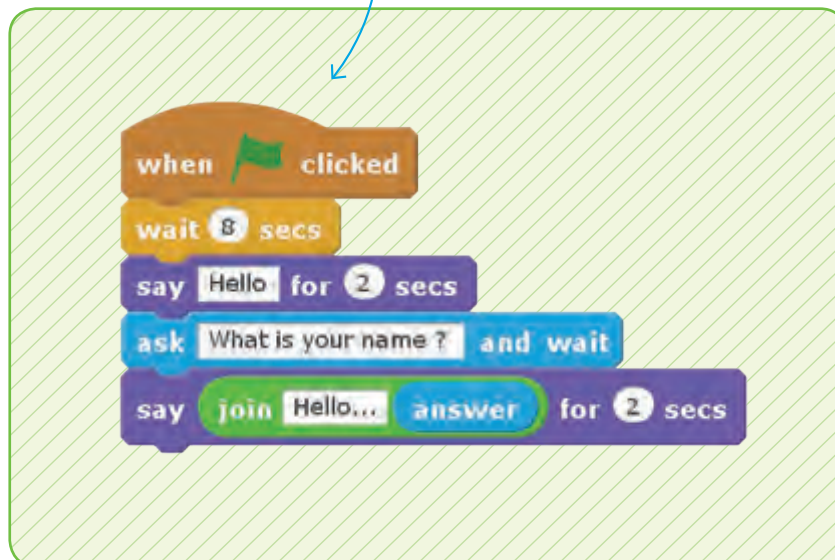 when clicked
wait 8 secs
say Hello for 2 secs
ask What is your name ? and wait
say join Hello... answer for 2 secs